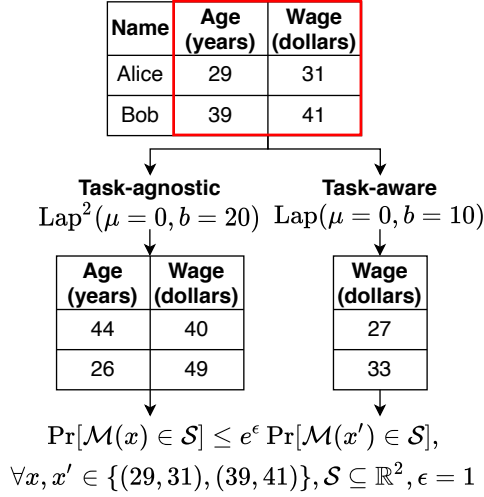 Name Age (years) Wage (dollars)
Alice 29 31
Bob 39 41
Task-agnostic Task-aware
Lap²(μ = 0, b = 20) Lap(μ = 0, b = 10)
Age (years) Wage (dollars) Wage (dollars)
44 40 27
26 49 33
Pr[ℳ(x) ∈ 𝒮] ≤ e^ϵ Pr[ℳ(x′) ∈ 𝒮],
∀x, x′ ∈ {(29, 31), (39, 41)}, 𝒮 ⊆ ℝ², ϵ = 1